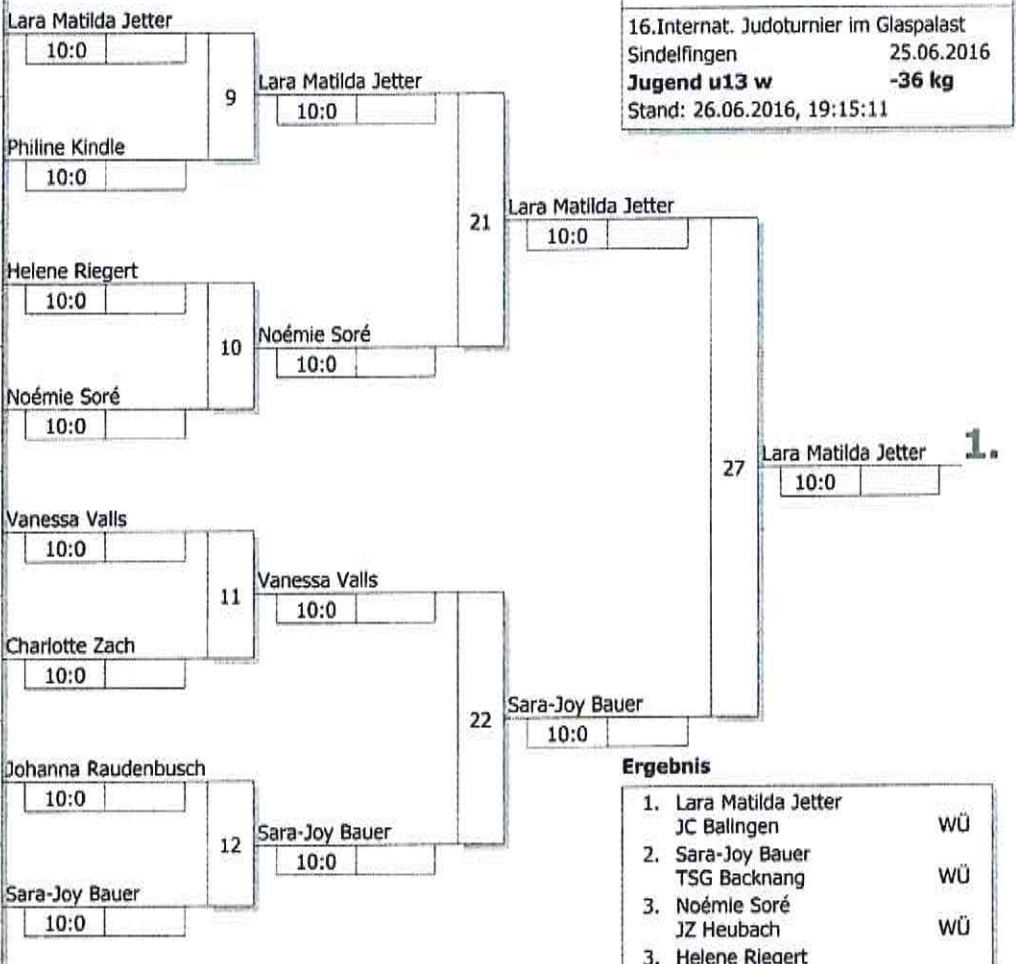 Lara Matilda Jetter
10:0
9
Philine Kindle
10:0
Helene Riegert
10:0
10
Noémie Soré
10:0
Vanessa Valls
10:0
11
Charlotte Zach
10:0
Johanna Raudenbusch
10:0
12
Sara-Joy Bauer
10:0
Lara Matilda Jetter
10:0
21
Noémie Soré
10:0
Vanessa Valls
10:0
22
Sara-Joy Bauer
10:0
Lara Matilda Jetter
10:0
27
Sara-Joy Bauer
10:0
Lara Matilda Jetter 1.
10:0
16.Internat. Judoturnier im Glaspalast
Sindelfingen 25.06.2016
Jugend u13 w -36 kg
Stand: 26.06.2016, 19:15:11
Ergebnis
1. Lara Matilda Jetter
JC Balingen WÜ
2. Sara-Joy Bauer
TSG Backnang WÜ
3. Noémie Soré
JZ Heubach WÜ
3. Helene Riegert